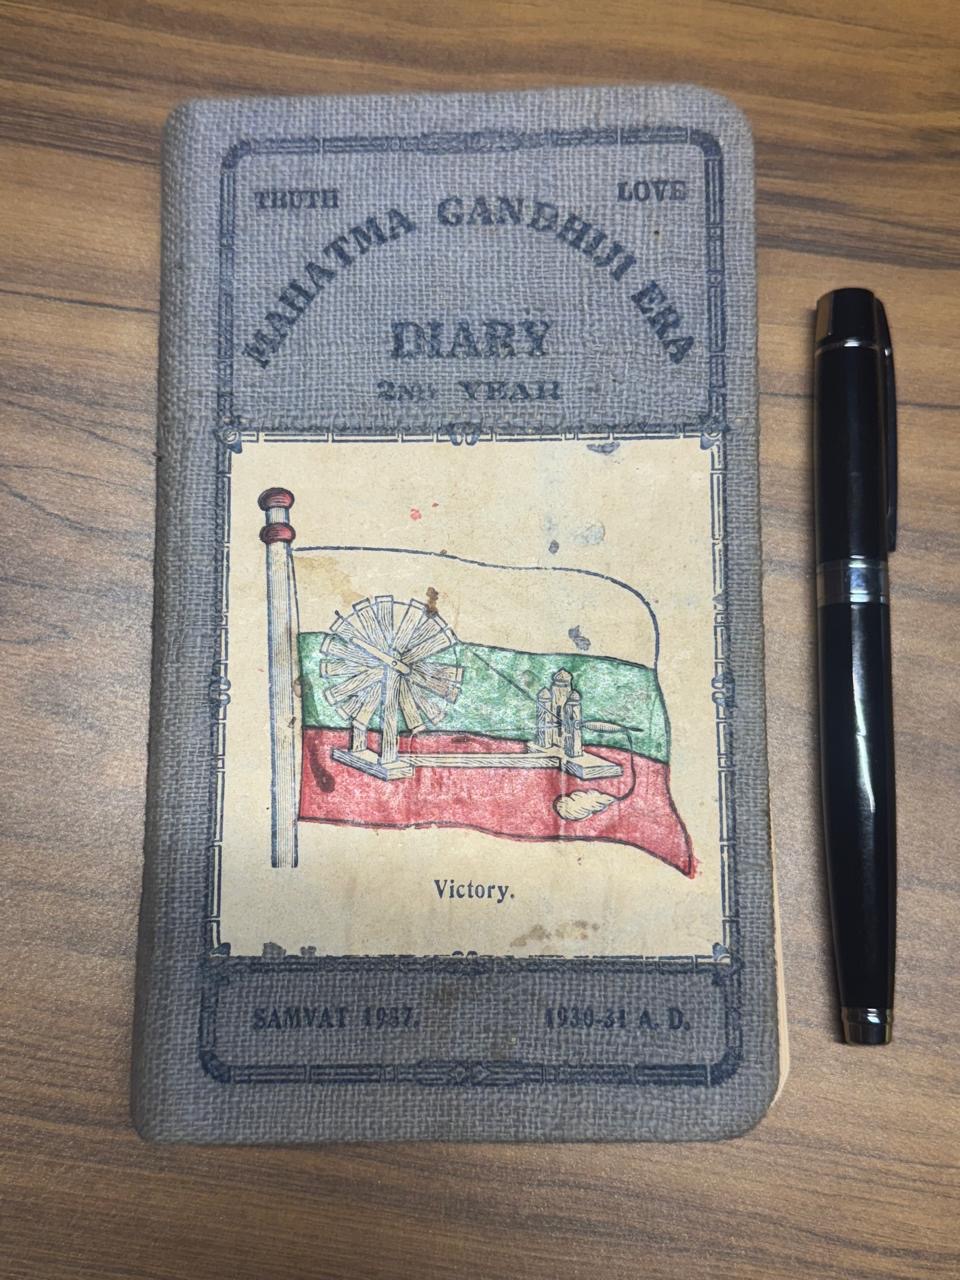 TRUTH LOVE
MAHATMA GANDHIJI ERA
DIARY
2ND YEAR
Victory.
SAMVAT 1987. 1930-31 A. D.